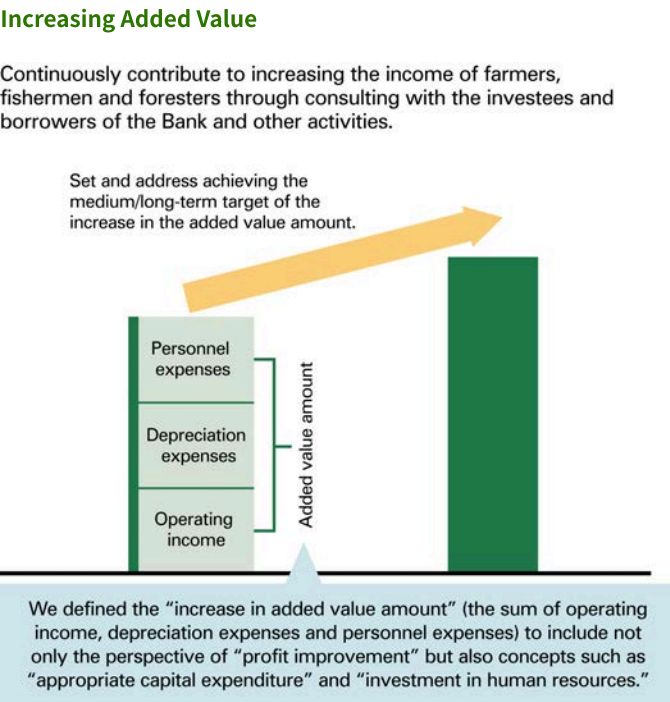 Increasing Added Value
Continuously contribute to increasing the income of farmers,
fishermen and foresters through consulting with the investees and
borrowers of the Bank and other activities.
Set and address achieving the
medium/long-term target of the
increase in the added value amount.
Personnel
expenses
Depreciation
expenses
Operating
income
Added value amount
We defined the “increase in added value amount” (the sum of operating
income, depreciation expenses and personnel expenses) to include not
only the perspective of “profit improvement” but also concepts such as
“appropriate capital expenditure” and “investment in human resources.”